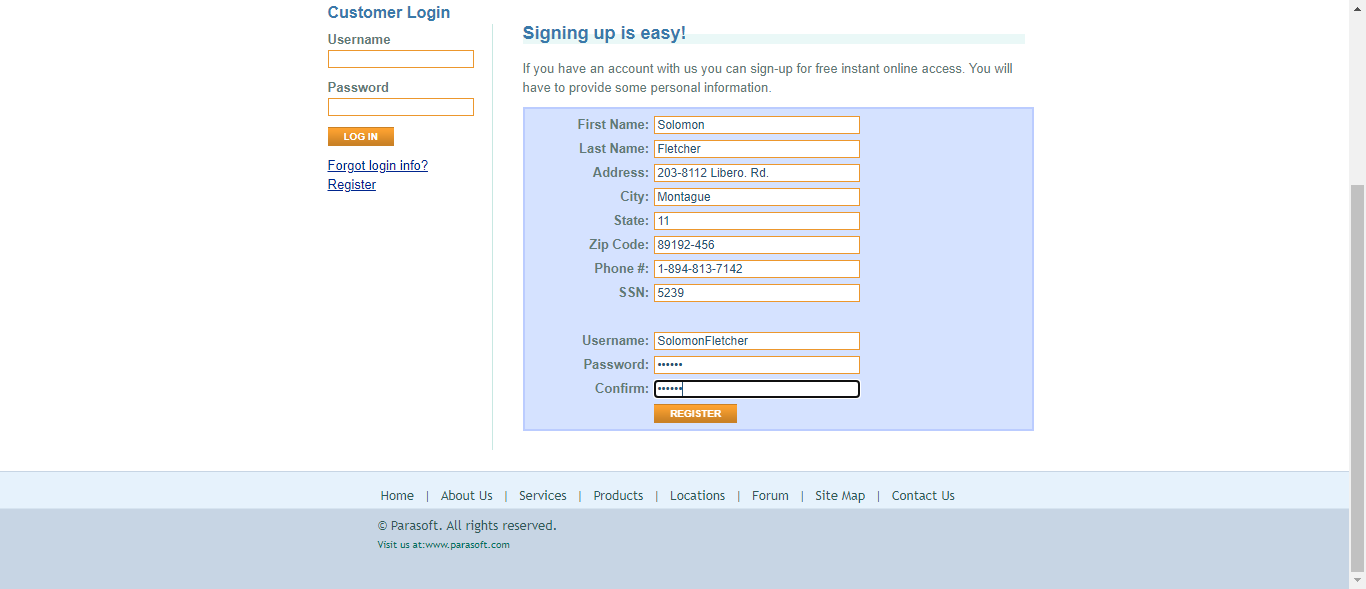 Customer Login
Username
Password
LOG IN
Forgot login info?
Register
Signing up is easy!
If you have an account with us you can sign-up for free instant online access. You will
have to provide some personal information.
First Name: Solomon
Last Name: Fletcher
Address: 203-8112 Libero. Rd.
City: Montague
State: 11
Zip Code: 89192-456
Phone #: 1-894-813-7142
SSN: 5239
Username: SolomonFletcher
Password: ••••••
Confirm: ••••••
REGISTER
Home | About Us | Services | Products | Locations | Forum | Site Map | Contact Us
© Parasoft. All rights reserved.
Visit us at:www.parasoft.com